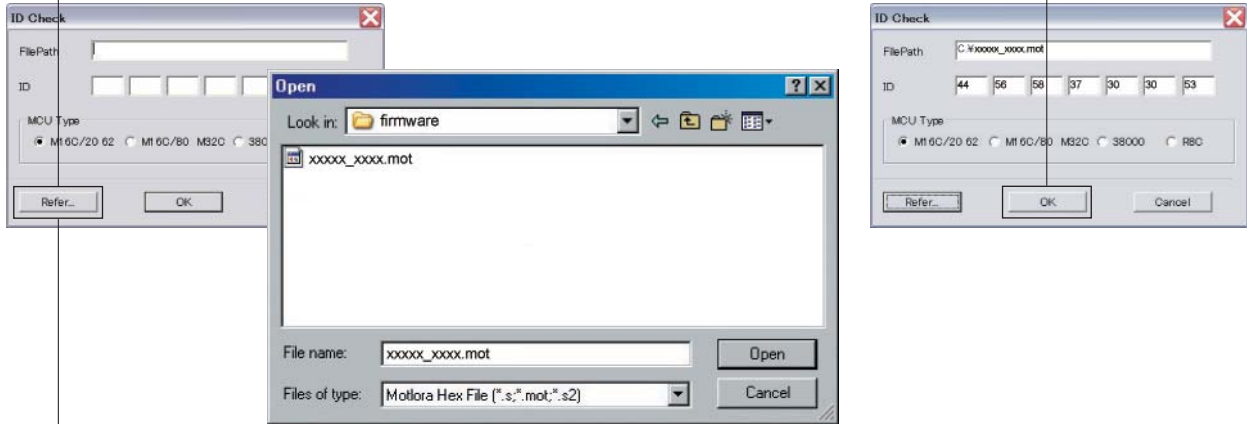 ID Check
FilePath
ID
MCU Type
M16C/20 62 M16C/80 M32C 380
Refer...
OK
Open
Look in: firmware
xxxxx_xxxx.mot
File name: xxxxx_xxxx.mot
Open
Files of type: Motlora Hex File (*.s;*.mot;*.s2)
Cancel
ID Check
FilePath C:¥xxxxx_xxxx.mot
ID 44 56 58 37 30 30 53
MCU Type
M16C/20 62 M16C/80 M32C 38000 R8C
Refer...
OK
Cancel